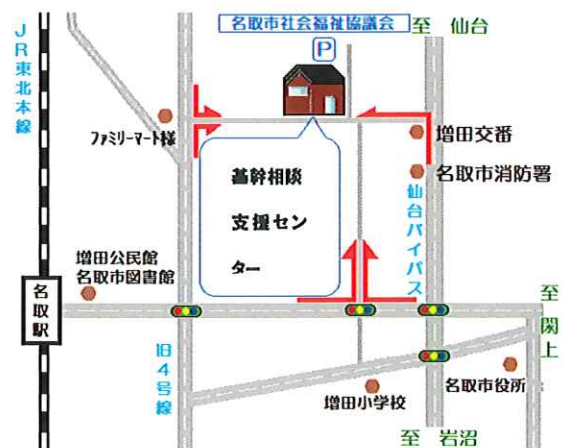 名取市社会福祉協議会
至 仙台
P
JR東北本線
ファミリーマート様
増田交番
名取市消防署
基幹相談
支援セン
ター
仙台バイパス
増田公民館
名取市図書館
名取駅
至 閖上
旧4号線
増田小学校
名取市役所
至 岩沼